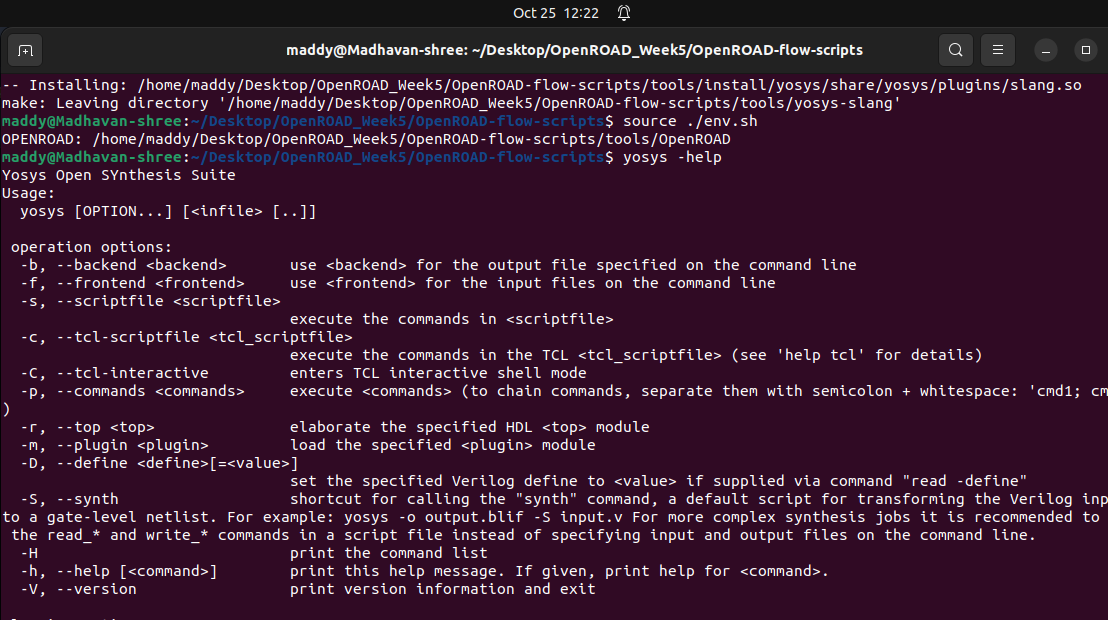 Oct 25  12:22
maddy@Madhavan-shree: ~/Desktop/OpenROAD_Week5/OpenROAD-flow-scripts
-- Installing: /home/maddy/Desktop/OpenROAD_Week5/OpenROAD-flow-scripts/tools/install/yosys/share/yosys/plugins/slang.so
make: Leaving directory '/home/maddy/Desktop/OpenROAD_Week5/OpenROAD-flow-scripts/tools/yosys-slang'
maddy@Madhavan-shree:~/Desktop/OpenROAD_Week5/OpenROAD-flow-scripts$ source ./env.sh
OPENROAD: /home/maddy/Desktop/OpenROAD_Week5/OpenROAD-flow-scripts/tools/OpenROAD
maddy@Madhavan-shree:~/Desktop/OpenROAD_Week5/OpenROAD-flow-scripts$ yosys -help
Yosys Open SYnthesis Suite
Usage:
  yosys [OPTION...] [<infile> [..]]

 operation options:
  -b, --backend <backend>       use <backend> for the output file specified on the command line
  -f, --frontend <frontend>     use <frontend> for the input files on the command line
  -s, --scriptfile <scriptfile>
                                execute the commands in <scriptfile>
  -c, --tcl-scriptfile <tcl_scriptfile>
                                execute the commands in the TCL <tcl_scriptfile> (see 'help tcl' for details)
  -C, --tcl-interactive         enters TCL interactive shell mode
  -p, --commands <commands>     execute <commands> (to chain commands, separate them with semicolon + whitespace: 'cmd1; cm
)
  -r, --top <top>               elaborate the specified HDL <top> module
  -m, --plugin <plugin>         load the specified <plugin> module
  -D, --define <define>[=<value>]
                                set the specified Verilog define to <value> if supplied via command "read -define"
  -S, --synth                   shortcut for calling the "synth" command, a default script for transforming the Verilog inp
to a gate-level netlist. For example: yosys -o output.blif -S input.v For more complex synthesis jobs it is recommended to
 the read_* and write_* commands in a script file instead of specifying input and output files on the command line.
  -H                            print the command list
  -h, --help [<command>]        print this help message. If given, print help for <command>.
  -V, --version                 print version information and exit